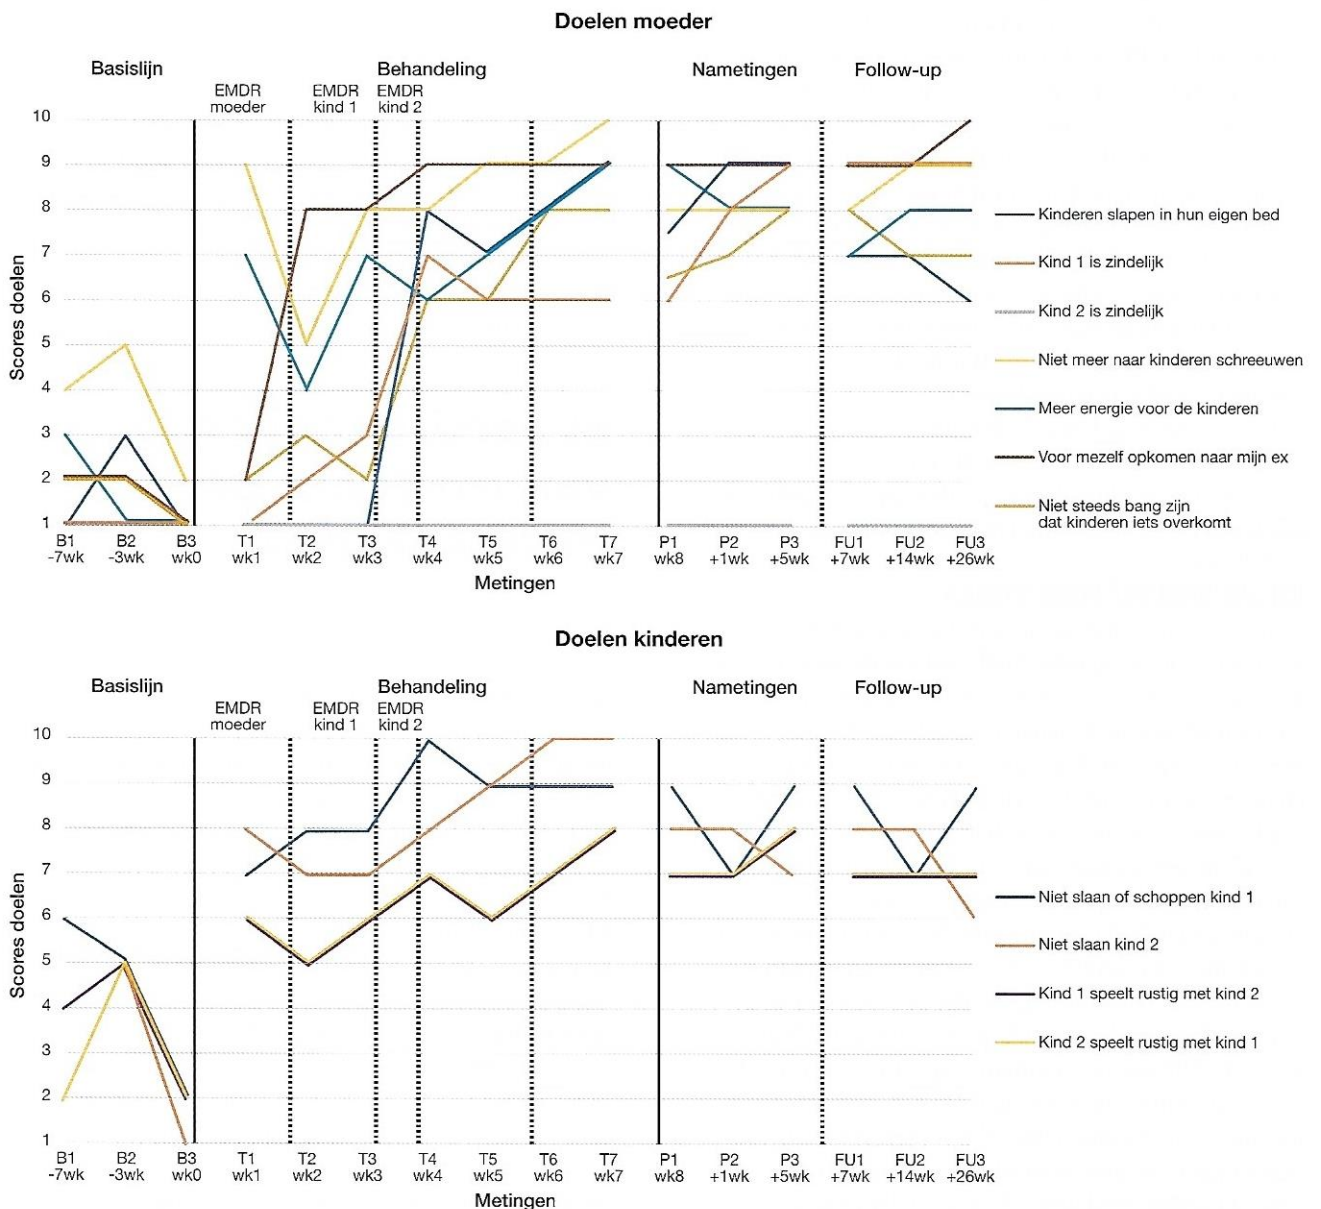 Doelen moeder
Basislijn
Behandeling
Nametingen
Follow-up
EMDR
moeder
EMDR
kind 1
EMDR
kind 2
10
9
8
7
6
5
4
3
2
1
Scores doelen
B1
-7wk
B2
-3wk
B3
wk0
T1
wk1
T2
wk2
T3
wk3
T4
wk4
T5
wk5
T6
wk6
T7
wk7
P1
wk8
P2
+1wk
P3
+5wk
FU1
+7wk
FU2
+14wk
FU3
+26wk
Metingen
Kinderen slapen in hun eigen bed
Kind 1 is zindelijk
Kind 2 is zindelijk
Niet meer naar kinderen schreeuwen
Meer energie voor de kinderen
Voor mezelf opkomen naar mijn ex
Niet steeds bang zijn
dat kinderen iets overkomt
Doelen kinderen
Basislijn
Behandeling
Nametingen
Follow-up
EMDR
moeder
EMDR
kind 1
EMDR
kind 2
10
9
8
7
6
5
4
3
2
1
Scores doelen
B1
-7wk
B2
-3wk
B3
wk0
T1
wk1
T2
wk2
T3
wk3
T4
wk4
T5
wk5
T6
wk6
T7
wk7
P1
wk8
P2
+1wk
P3
+5wk
FU1
+7wk
FU2
+14wk
FU3
+26wk
Metingen
Niet slaan of schoppen kind 1
Niet slaan kind 2
Kind 1 speelt rustig met kind 2
Kind 2 speelt rustig met kind 1